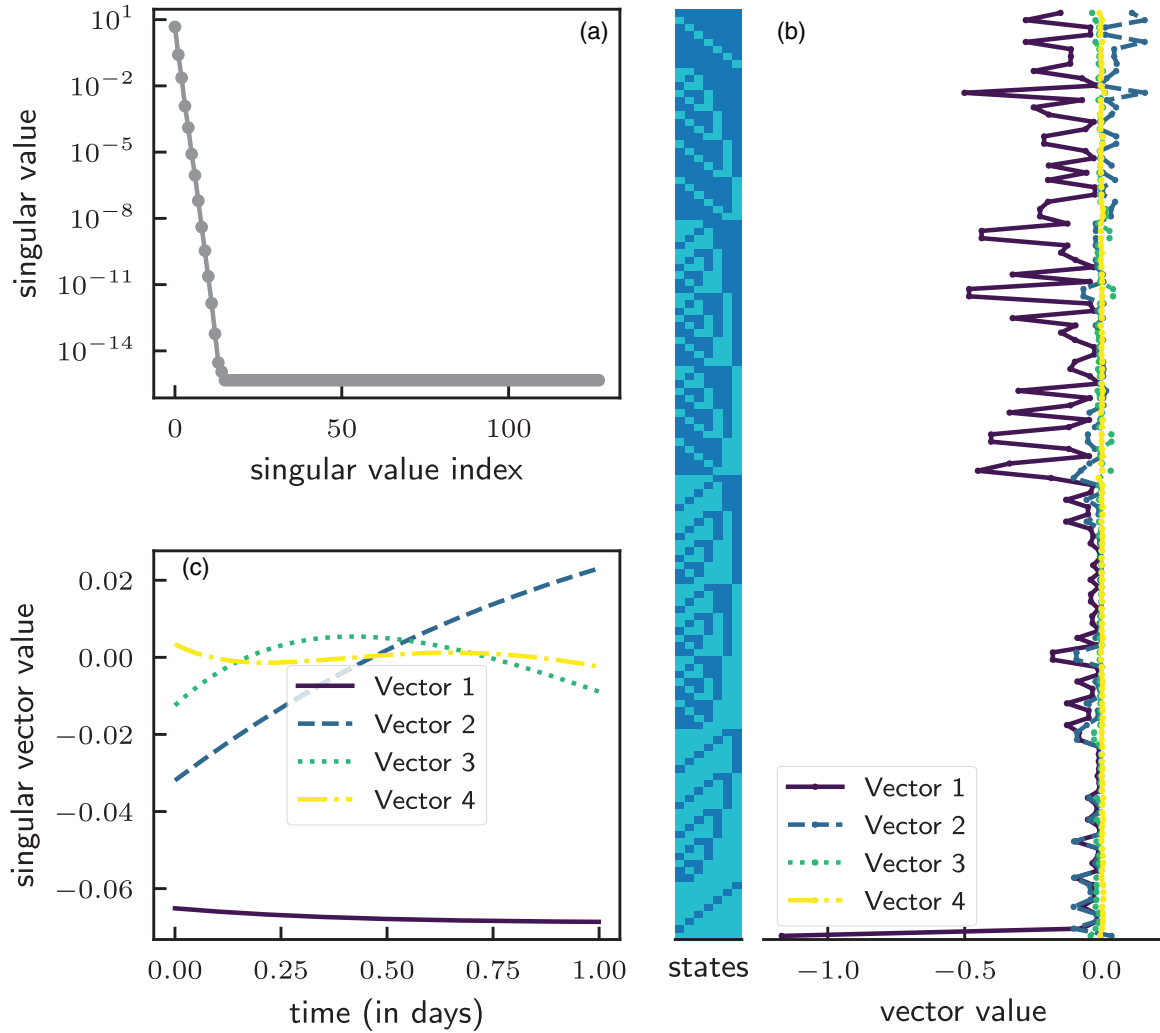 (a)
10^1
10^−2
10^−5
10^−8
10^−11
10^−14
singular value
0 50 100
singular value index
(c)
0.02
0.00
−0.02
−0.04
−0.06
singular vector value
Vector 1
Vector 2
Vector 3
Vector 4
0.00 0.25 0.50 0.75 1.00
time (in days)
states
(b)
Vector 1
Vector 2
Vector 3
Vector 4
−1.0 −0.5 0.0
vector value